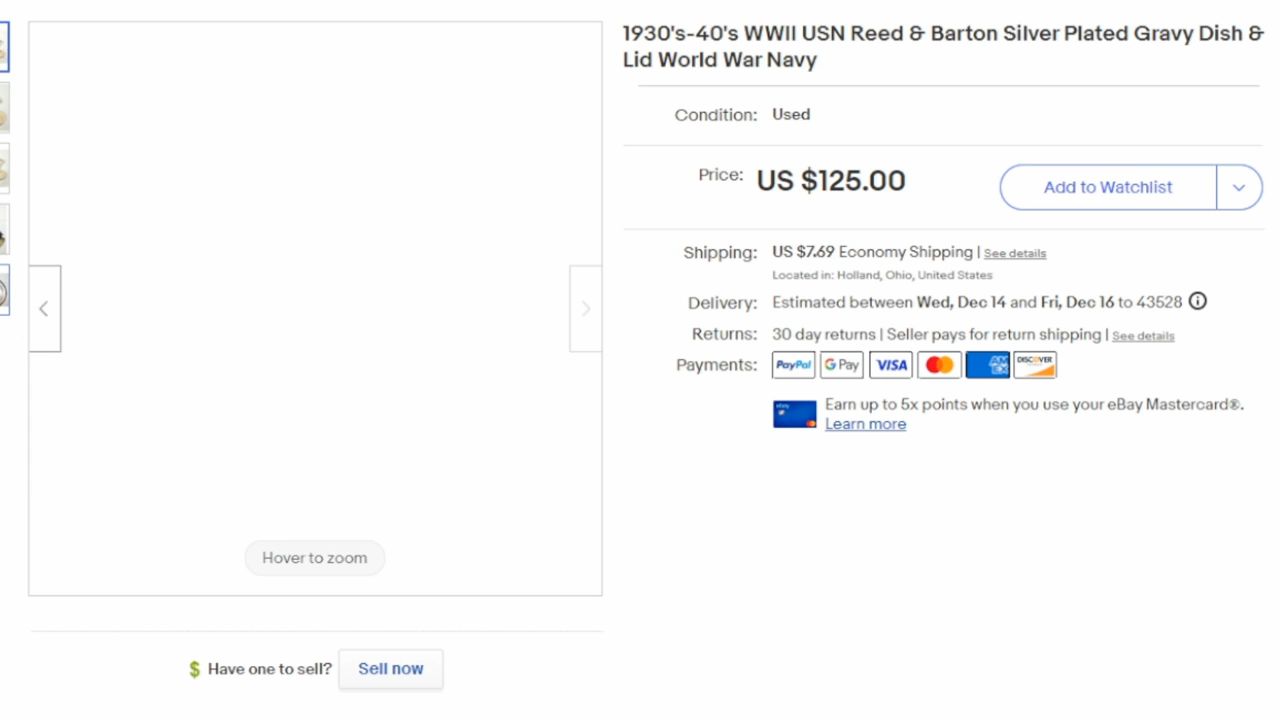 1930's-40's WWII USN Reed & Barton Silver Plated Gravy Dish &
Lid World War Navy
Condition: Used
Price: US $125.00
Add to Watchlist
Shipping: US $7.69 Economy Shipping | See details
Located in: Holland, Ohio, United States
Delivery: Estimated between Wed, Dec 14 and Fri, Dec 16 to 43528
Returns: 30 day returns | Seller pays for return shipping | See details
Payments: PayPal G Pay VISA AM EX DISCOVER
ebay
Earn up to 5x points when you use your eBay Mastercard®.
Learn more
Hover to zoom
$ Have one to sell? Sell now